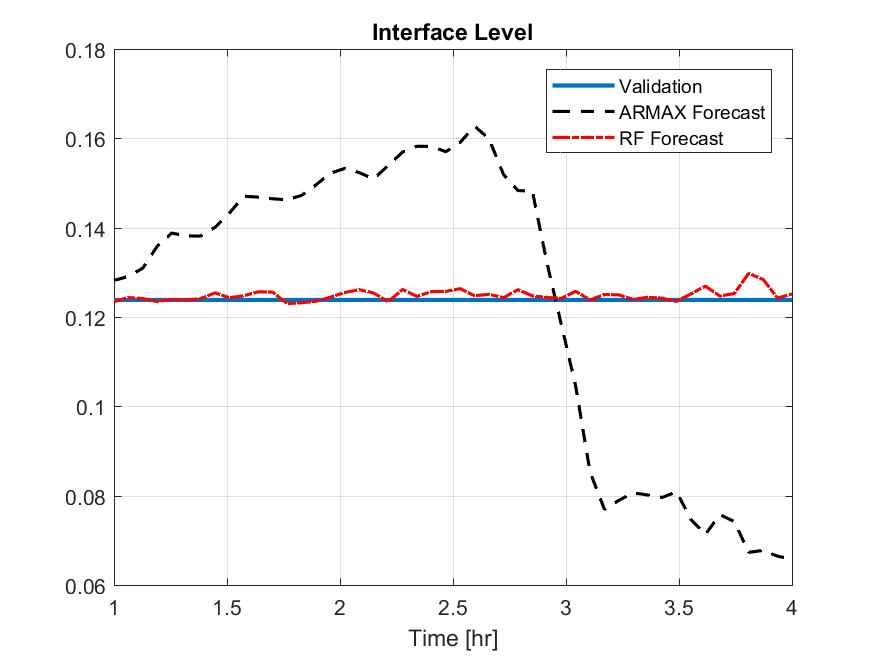 Interface Level
0.18
0.16
0.14
0.12
0.1
0.08
0.06
Validation
ARMAX Forecast
RF Forecast
1 1.5 2 2.5 3 3.5 4
Time [hr]